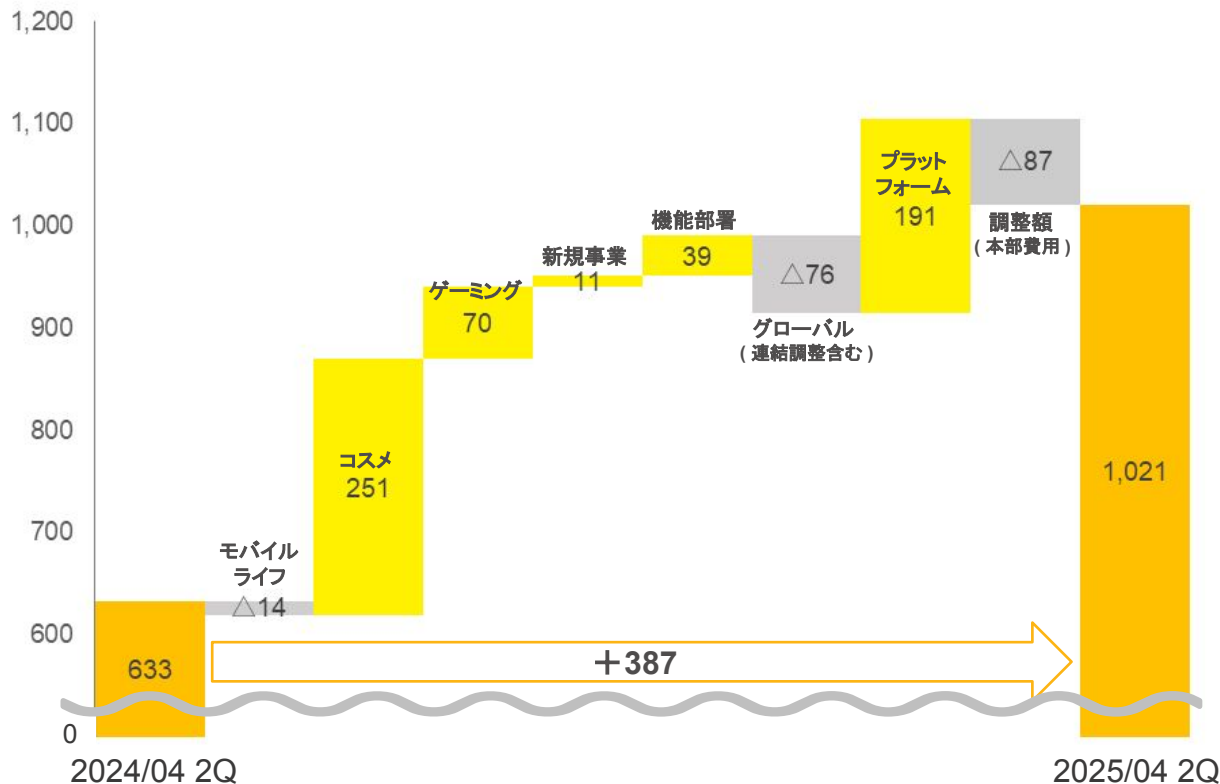 1,200
1,100
1,000
900
800
700
600
0
633
モバイル
ライフ
△14
コスメ
251
ゲーミング
70
新規事業
11
機能部署
39
△76
グローバル
( 連結調整含む )
プラット
フォーム
191
△87
調整額
( 本部費用 )
1,021
＋387
2024/04 2Q
2025/04 2Q